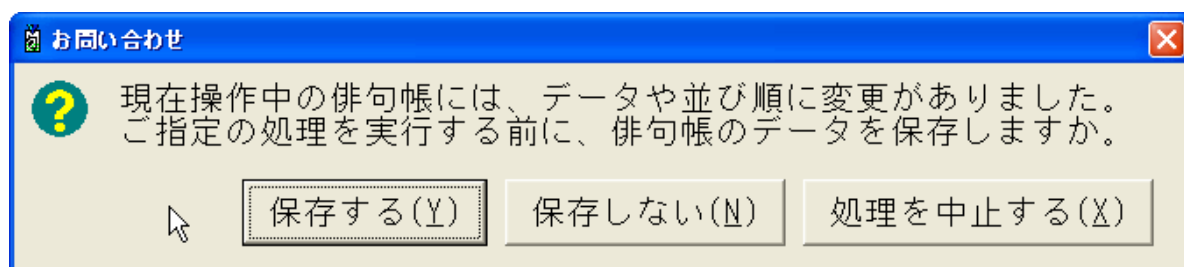 お問い合わせ
現在操作中の俳句帳には、データや並び順に変更がありました。
ご指定の処理を実行する前に、俳句帳のデータを保存しますか。
保存する(Y) 保存しない(N) 処理を中止する(X)